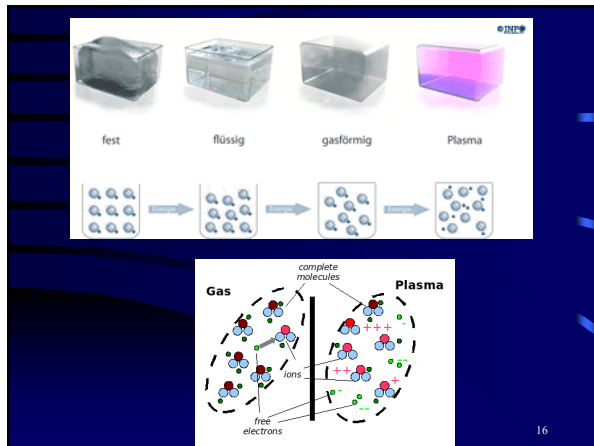 ©INP
fest flüssig gasförmig Plasma
Energie Energie Energie
complete
molecules
Gas Plasma
+++
-
--
ions
++
+
-
--
free
electrons
16